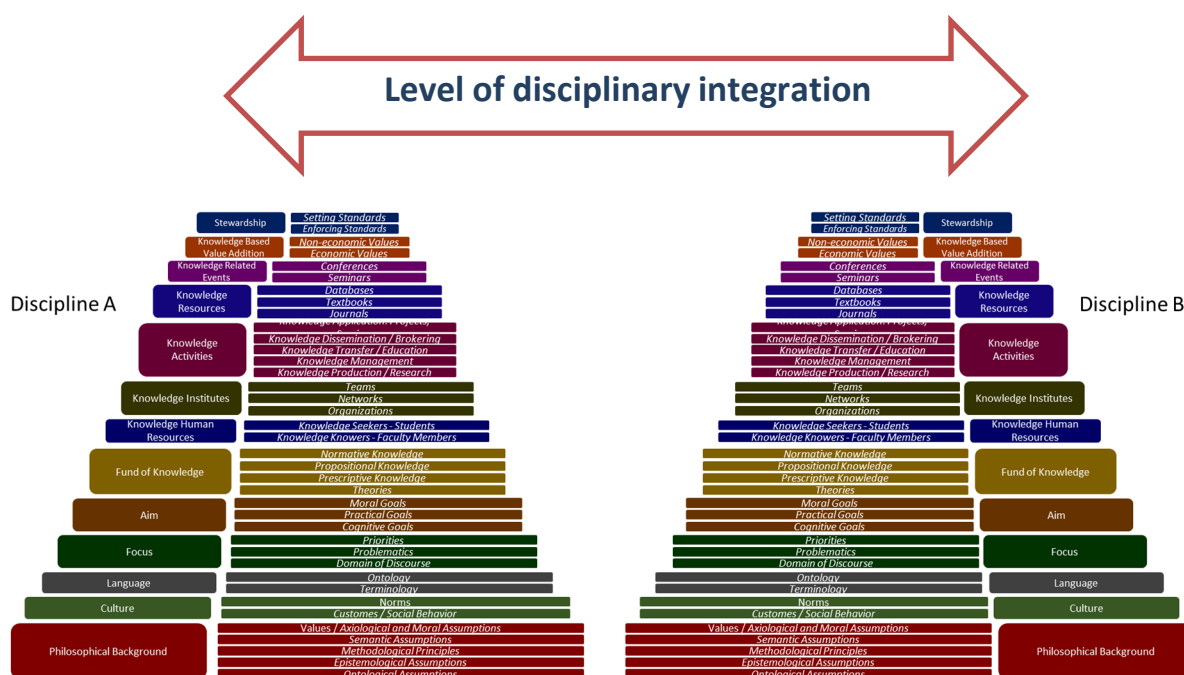 Level of disciplinary integration
Discipline A
Stewardship
Setting Standards
Enforcing Standards
Knowledge Based
Value Addition
Non-economic Values
Economic Values
Knowledge Related
Events
Conferences
Seminars
Knowledge
Resources
Databases
Textbooks
Journals
Knowledge
Activities
Knowledge Application: Projects,
Knowledge Dissemination / Brokering
Knowledge Transfer / Education
Knowledge Management
Knowledge Production / Research
Knowledge Institutes
Teams
Networks
Organizations
Knowledge Human
Resources
Knowledge Seekers - Students
Knowledge Knowers - Faculty Members
Fund of Knowledge
Normative Knowledge
Propositional Knowledge
Prescriptive Knowledge
Theories
Aim
Moral Goals
Practical Goals
Cognitive Goals
Focus
Priorities
Problematics
Domain of Discourse
Language
Ontology
Terminology
Culture
Norms
Customes / Social Behavior
Philosophical Background
Values / Axiological and Moral Assumptions
Semantic Assumptions
Methodological Principles
Epistemological Assumptions
Ontological Assumptions
Discipline B
Setting Standards
Enforcing Standards
Stewardship
Non-economic Values
Economic Values
Knowledge Based
Value Addition
Conferences
Seminars
Knowledge Related
Events
Databases
Textbooks
Journals
Knowledge
Resources
Knowledge Application: Projects,
Knowledge Dissemination / Brokering
Knowledge Transfer / Education
Knowledge Management
Knowledge Production / Research
Knowledge
Activities
Teams
Networks
Organizations
Knowledge Institutes
Knowledge Seekers - Students
Knowledge Knowers - Faculty Members
Knowledge Human
Resources
Normative Knowledge
Propositional Knowledge
Prescriptive Knowledge
Theories
Fund of Knowledge
Moral Goals
Practical Goals
Cognitive Goals
Aim
Priorities
Problematics
Domain of Discourse
Focus
Ontology
Terminology
Language
Norms
Customes / Social Behavior
Culture
Values / Axiological and Moral Assumptions
Semantic Assumptions
Methodological Principles
Epistemological Assumptions
Ontological Assumptions
Philosophical Background